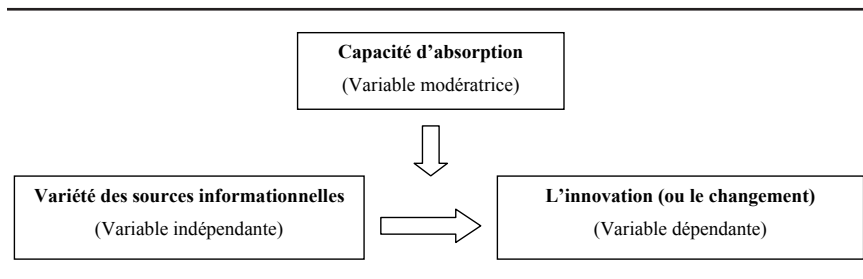 Capacité d’absorption
(Variable modératrice)
Variété des sources informationnelles
(Variable indépendante)
L’innovation (ou le changement)
(Variable dépendante)